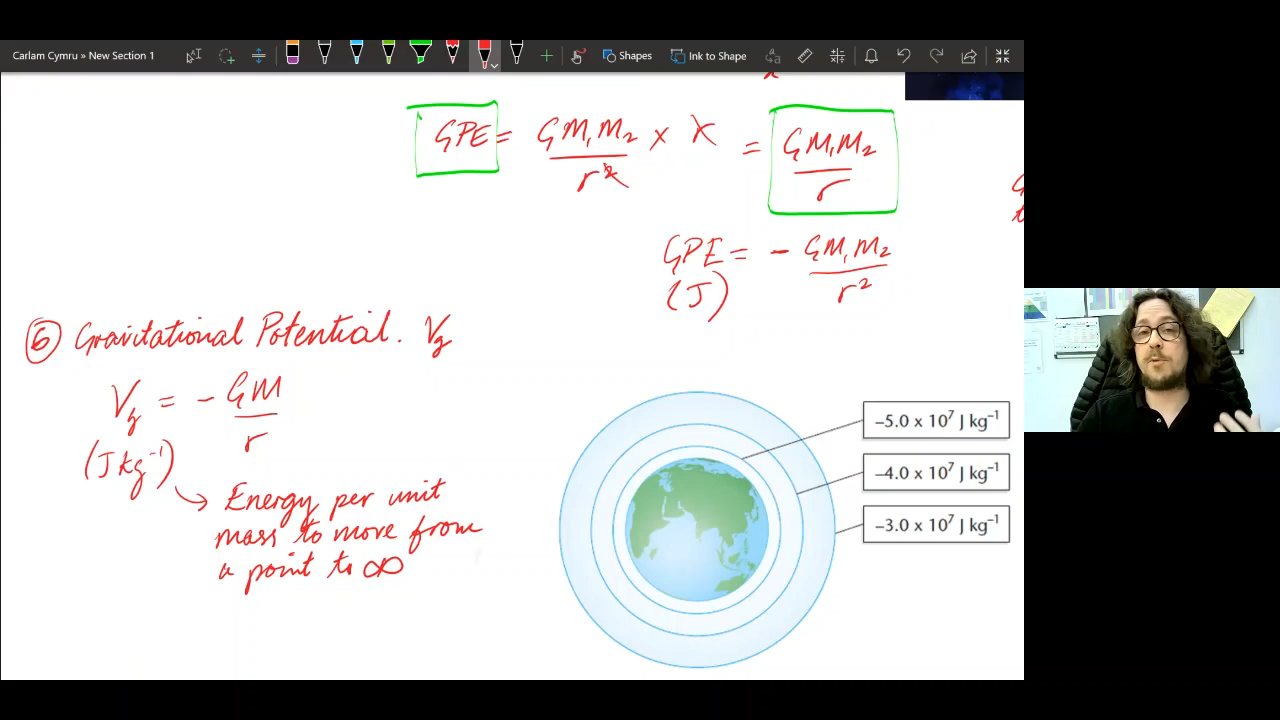 Carlam Cymru » New Section 1
Shapes
Ink to Shape
GPE = GM₁M₂/r² × r = GM₁M₂/r
GPE = - GM₁M₂/r²
(J)
⑥ Gravitational Potential. Vg
Vg = - GM/r
(J kg⁻¹)
Energy per unit
mass to move from
a point to ∞
–5.0 x 10⁷ J kg⁻¹
–4.0 x 10⁷ J kg⁻¹
–3.0 x 10⁷ J kg⁻¹